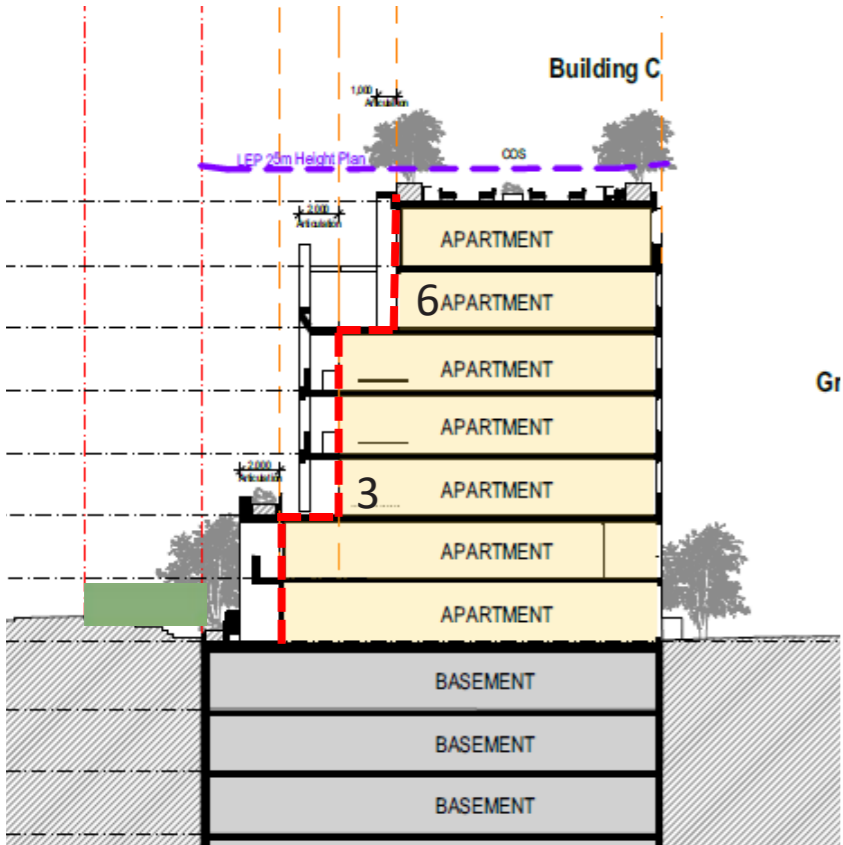 Building C
1,000
Articulation
LEP 25m Height Plan
COS
2,000
Articulation
APARTMENT
6
APARTMENT
Gr
APARTMENT
APARTMENT
2,000
Articulation
3
APARTMENT
APARTMENT
APARTMENT
BASEMENT
BASEMENT
BASEMENT